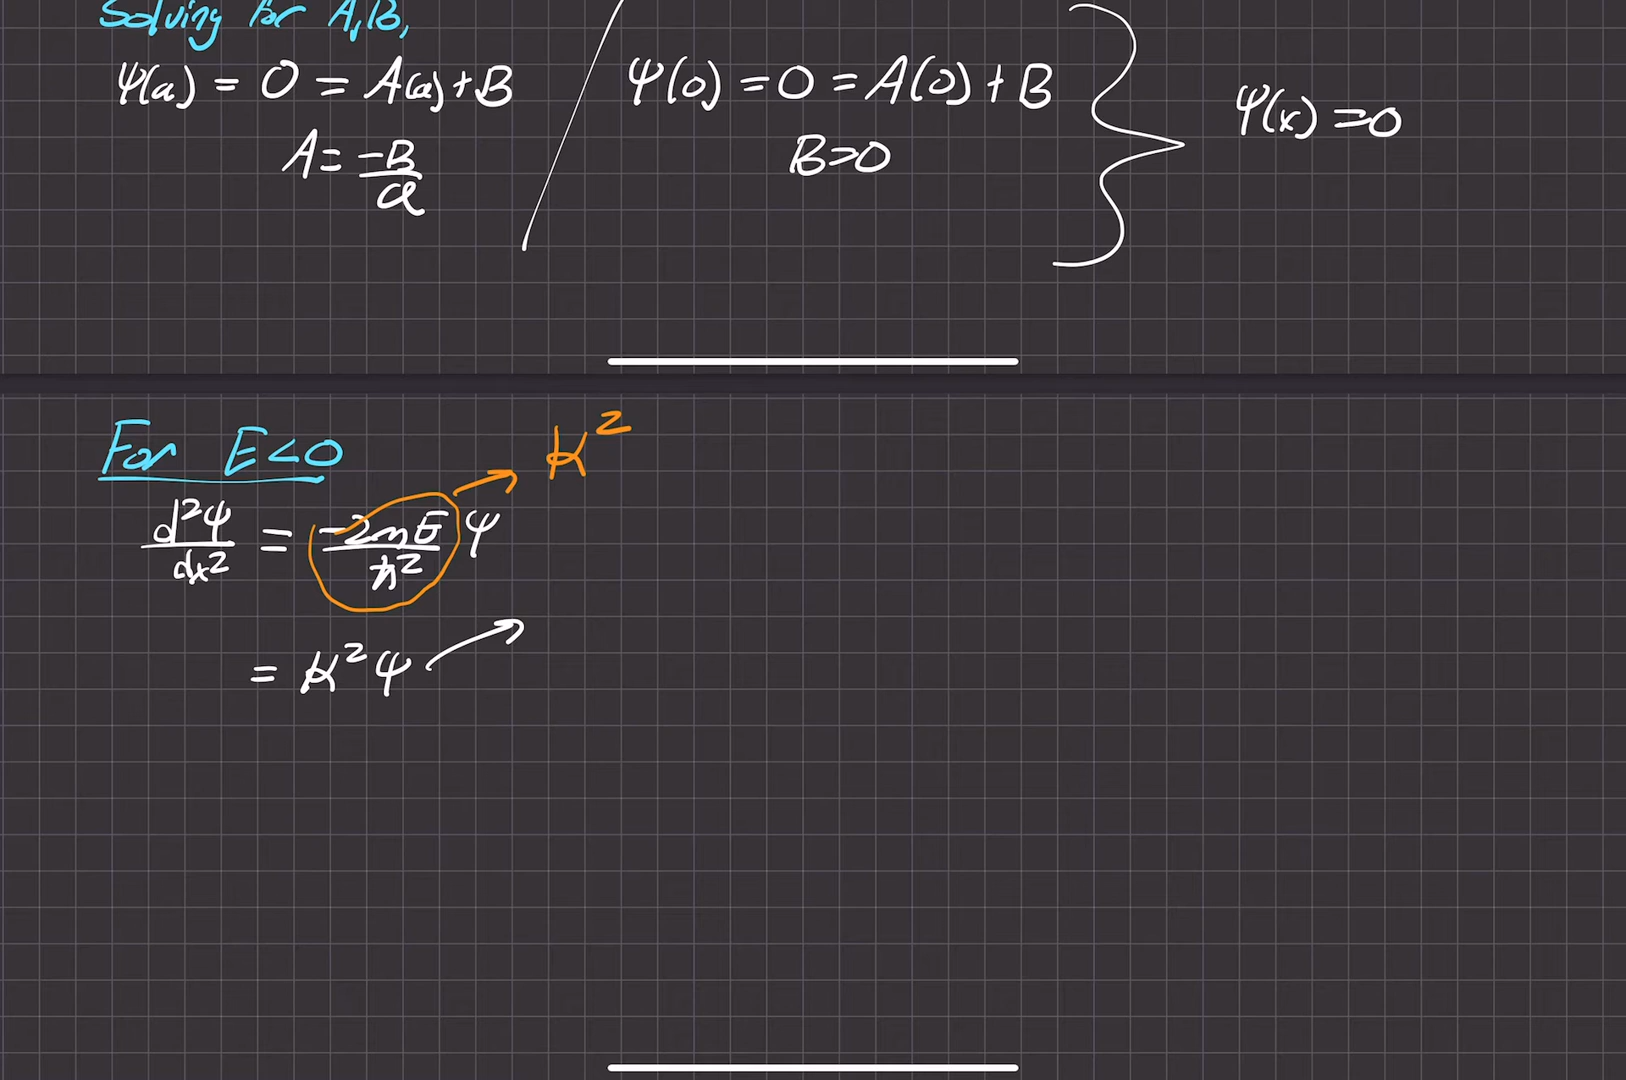 Solving for A,B,
Ψ(a) = 0 = A(a)+B
A = -B/a
Ψ(0) = 0 = A(0)+B
B=0
Ψ(x) = 0
For E<0
d²Ψ/dx² = -2mE/ħ² Ψ
κ²
= κ²Ψ